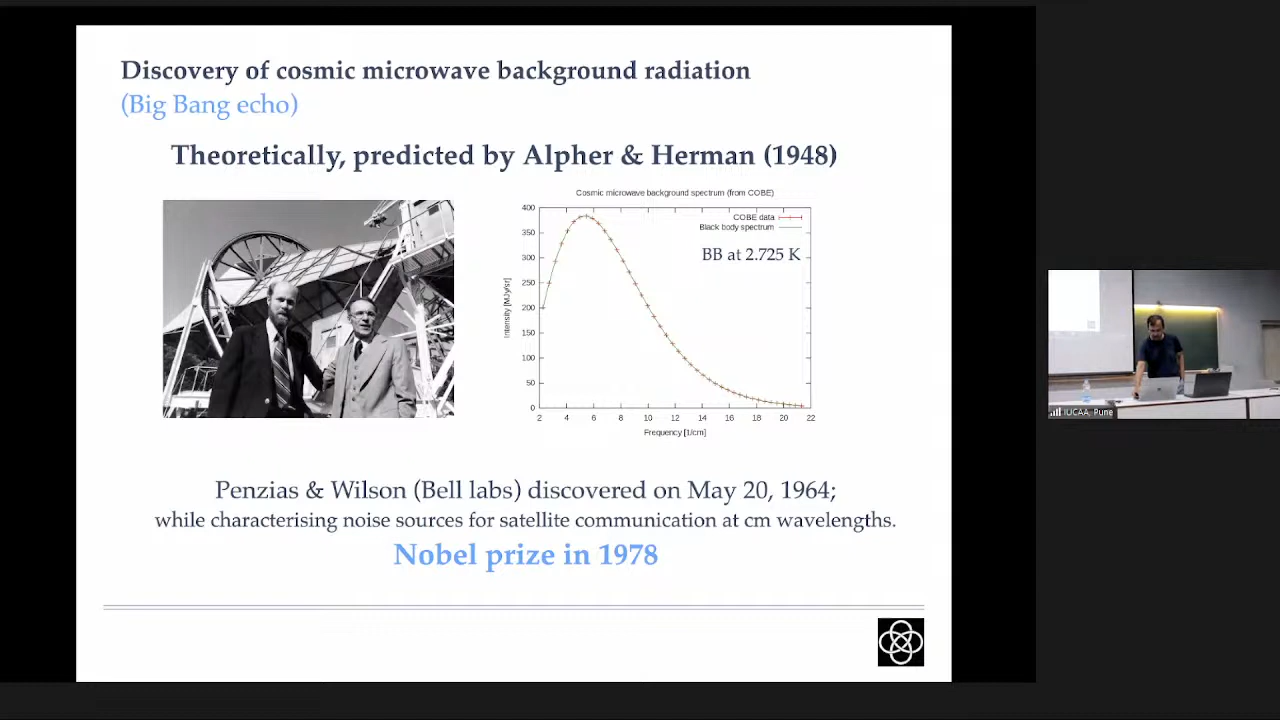 Discovery of cosmic microwave background radiation
(Big Bang echo)
Theoretically, predicted by Alpher & Herman (1948)
Cosmic microwave background spectrum (from COBE)
400
350
300
250
200
150
100
50
0
Intensity [MJy/sr]
COBE data
Black body spectrum
BB at 2.725 K
2 4 6 8 10 12 14 16 18 20 22
Frequency [1/cm]
Penzias & Wilson (Bell labs) discovered on May 20, 1964;
while characterising noise sources for satellite communication at cm wavelengths.
Nobel prize in 1978
IUCAA, Pune